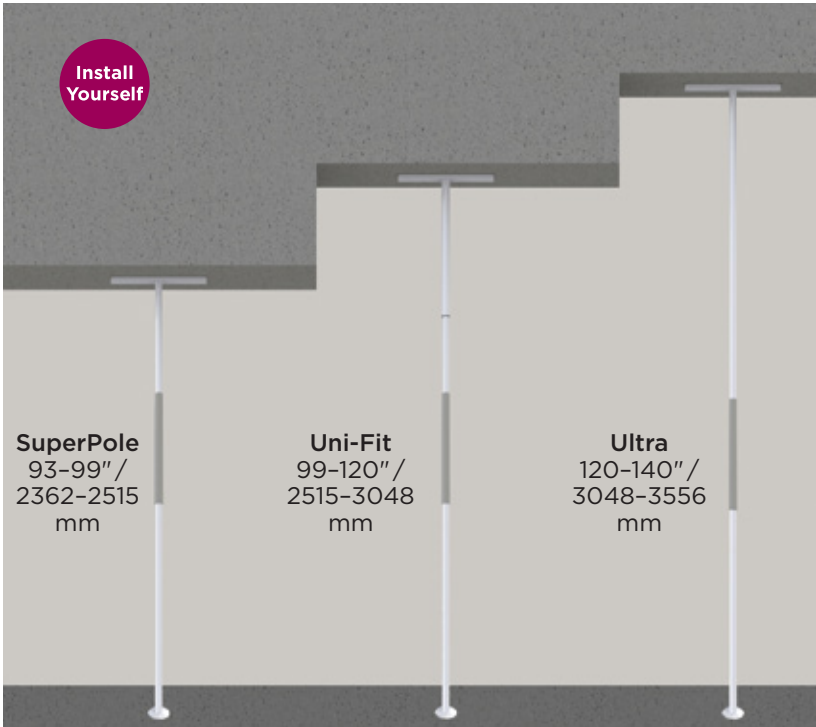 Install
Yourself
SuperPole
93–99"/
2362–2515
mm
Uni-Fit
99–120"/
2515–3048
mm
Ultra
120–140"/
3048–3556
mm